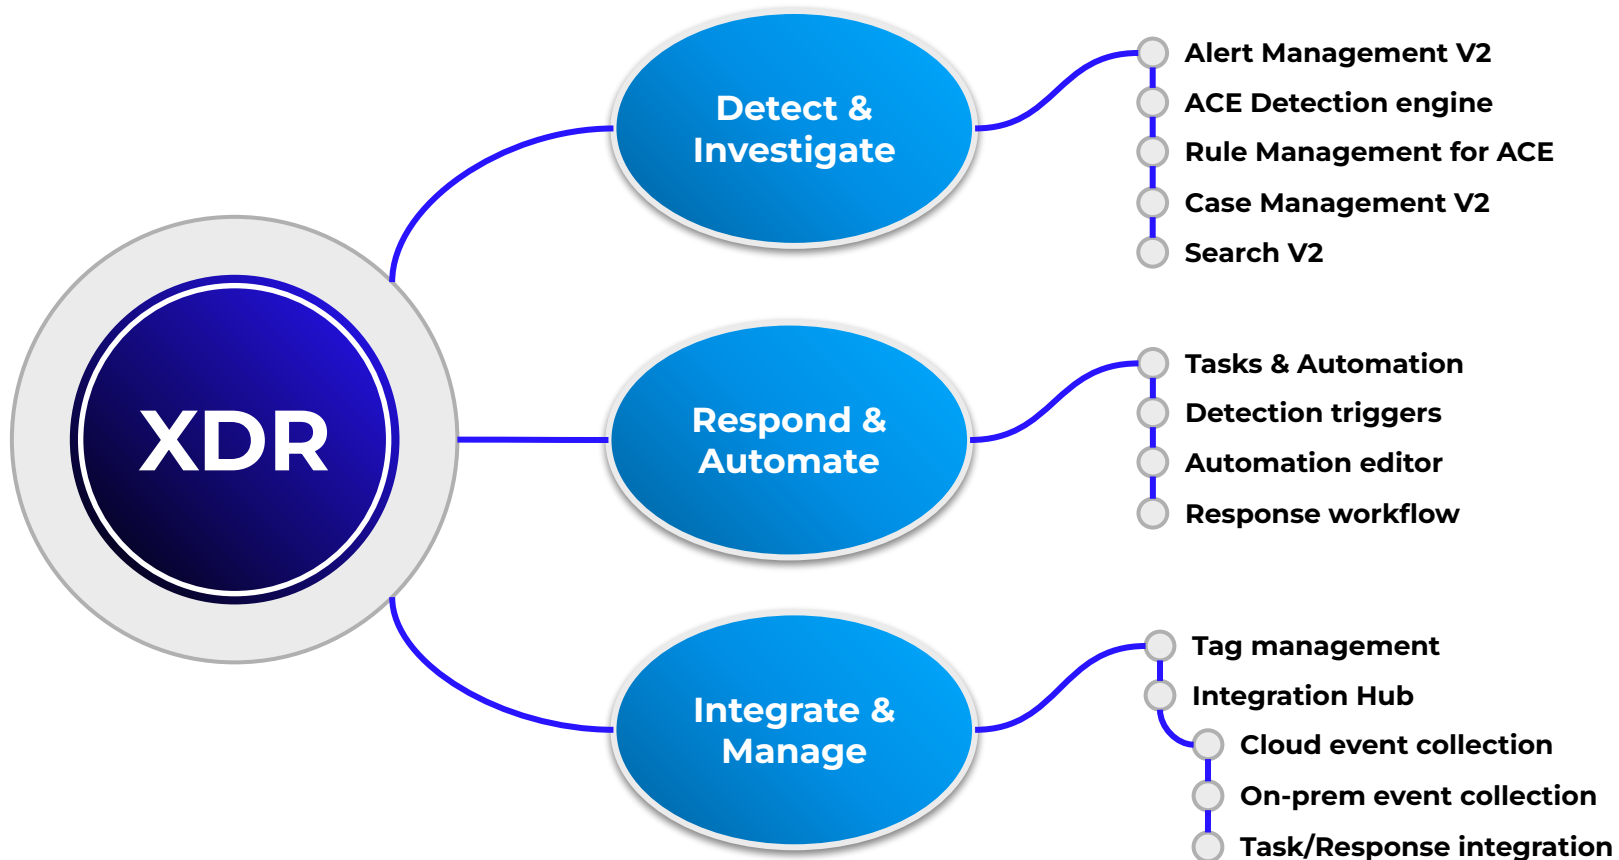 XDR
Detect &
Investigate
Alert Management V2
ACE Detection engine
Rule Management for ACE
Case Management V2
Search V2
Respond &
Automate
Tasks & Automation
Detection triggers
Automation editor
Response workflow
Integrate &
Manage
Tag management
Integration Hub
Cloud event collection
On-prem event collection
Task/Response integration